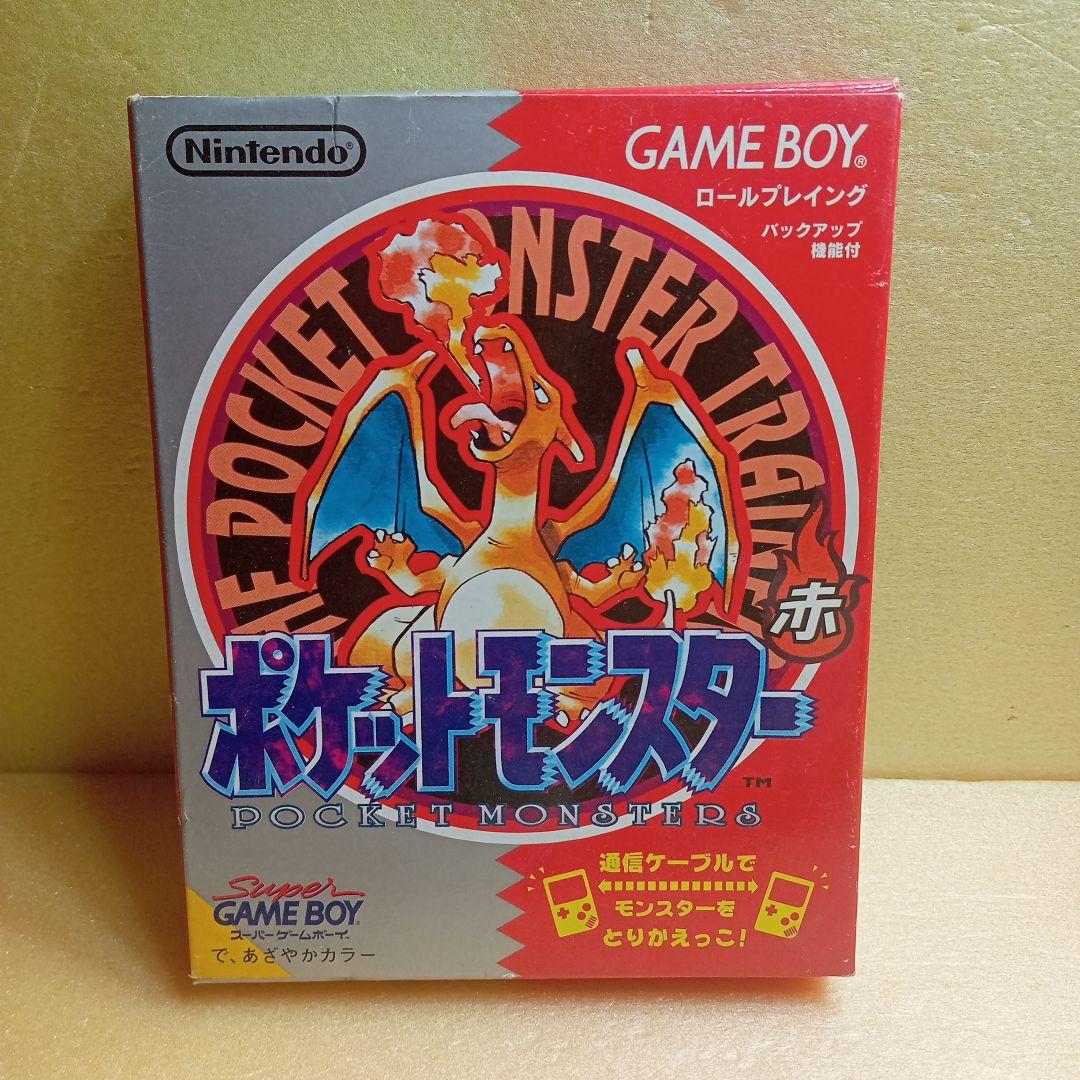 Nintendo®
GAME BOY®
ロールプレイング
バックアップ
機能付
POCKET MONSTER
赤
ポケットモンスター
TM
POCKET MONSTERS
通信ケーブルで
モンスターを
とりかえっこ!
Super
GAME BOY
スーパーゲームボーイ
で、あざやかカラー